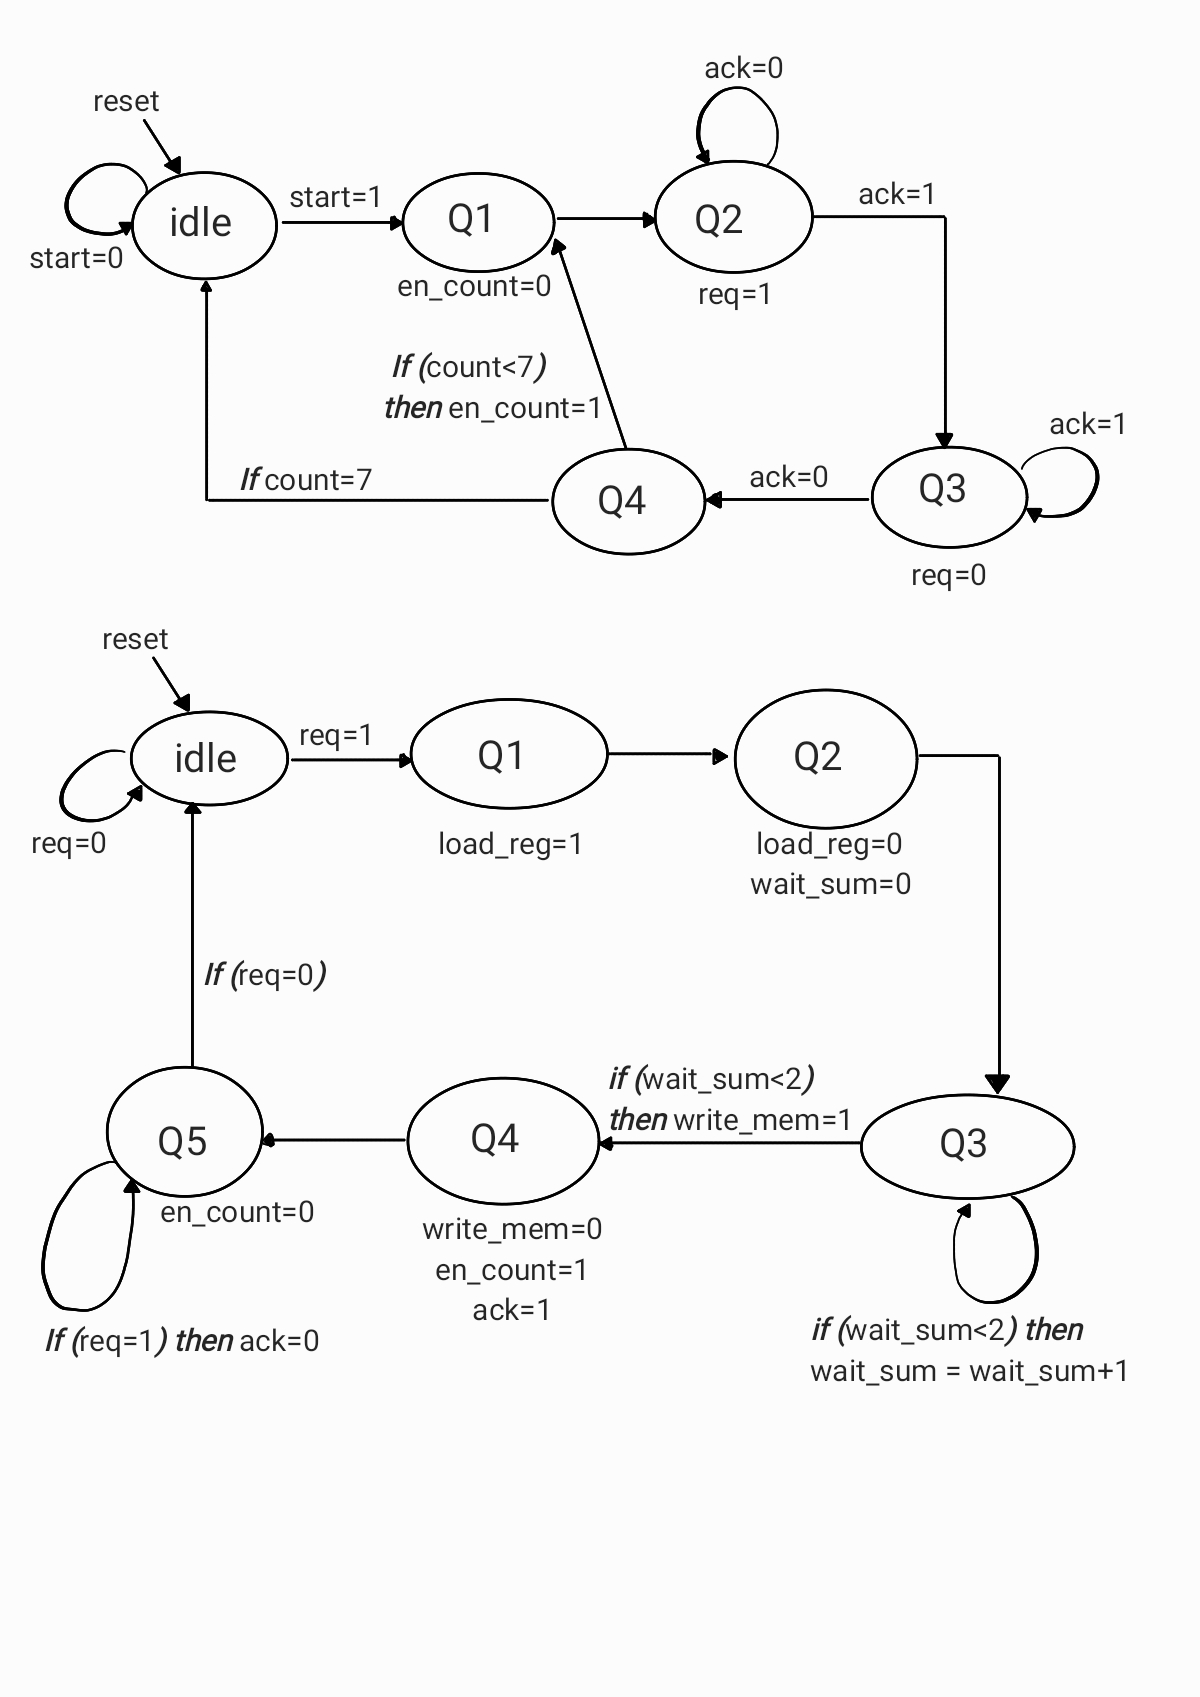 ack=0
reset
idle
start=1
Q1
Q2
ack=1
start=0
en_count=0
req=1
If (count<7)
then en_count=1
ack=1
If count=7
Q4
ack=0
Q3
req=0
reset
idle
req=1
Q1
Q2
req=0
load_reg=1
load_reg=0
wait_sum=0
If (req=0)
if (wait_sum<2)
then write_mem=1
Q5
Q4
Q3
en_count=0
write_mem=0
en_count=1
ack=1
If (req=1) then ack=0
if (wait_sum<2) then
wait_sum = wait_sum+1